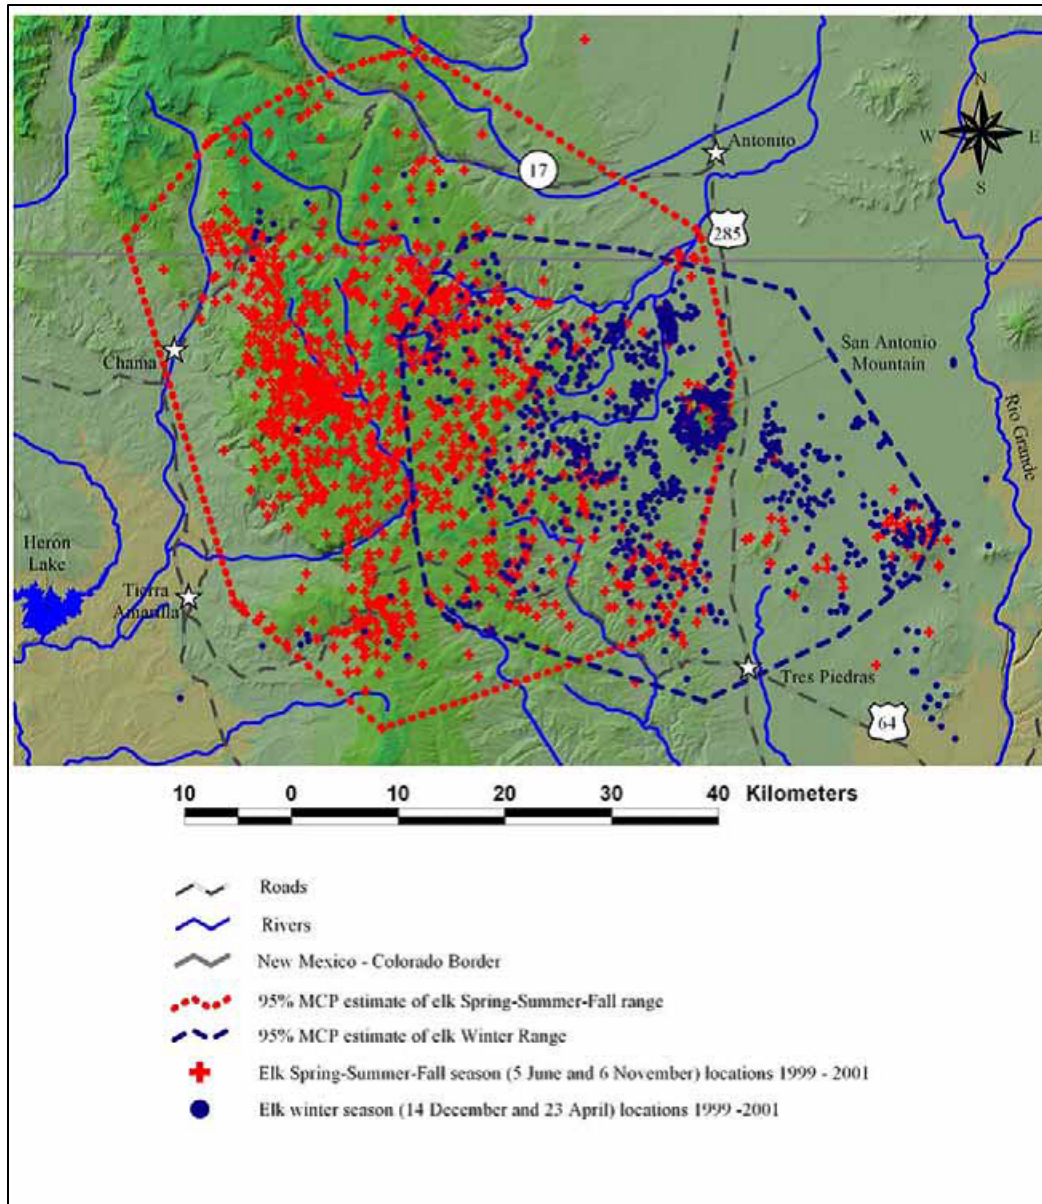 N
Antonito
W
E
17
S
285
San Antonio
Mountain
Chama
Rio Grande
Heron
Lake
Tierra
Amarilla
Tres Piedras
64
10 0 10 20 30 40 Kilometers
Roads
Rivers
New Mexico - Colorado Border
95% MCP estimate of elk Spring-Summer-Fall range
95% MCP estimate of elk Winter Range
Elk Spring-Summer-Fall season (5 June and 6 November) locations 1999 - 2001
Elk winter season (14 December and 23 April) locations 1999 -2001